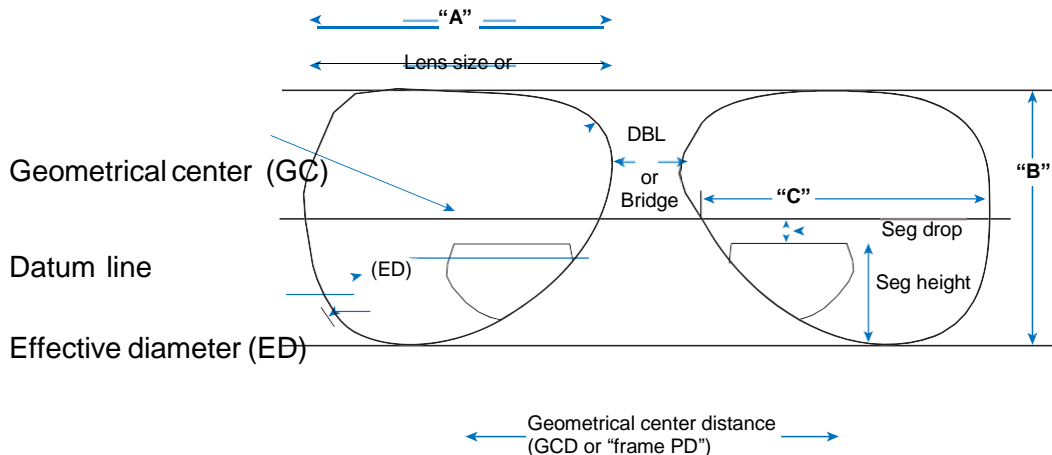 “A”
Lens size or
DBL
or
Bridge
Geometrical center (GC)
“B”
“C”
Seg drop
Datum line
(ED)
Seg height
Effective diameter (ED)
Geometrical center distance
(GCD or “frame PD”)